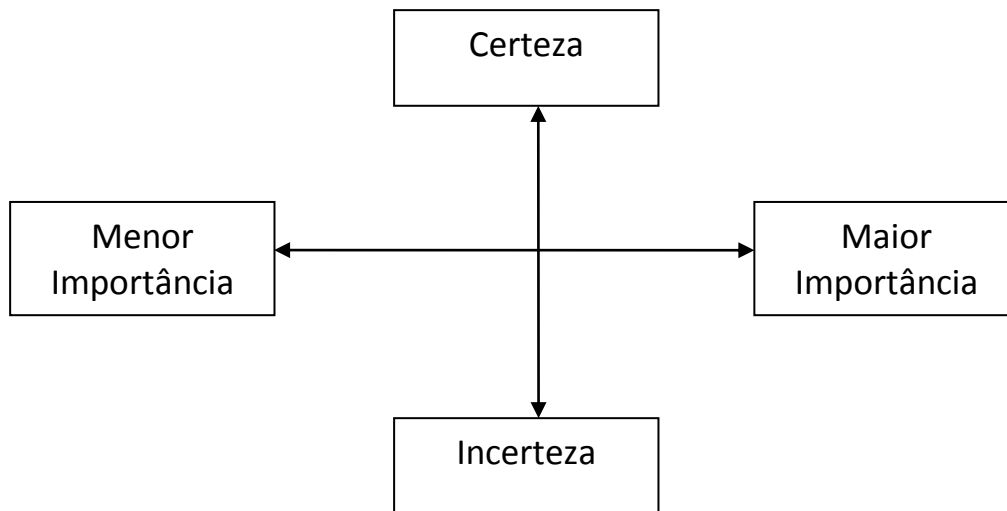 Certeza
Menor
Importância
Maior
Importância
Incerteza